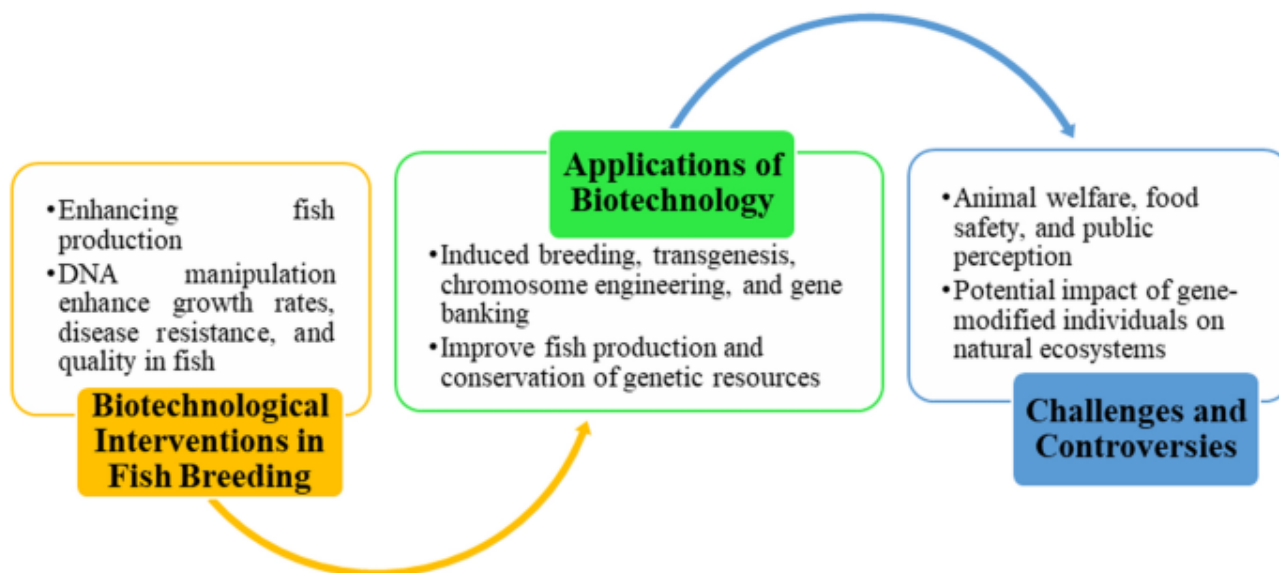 •Enhancing fish
production
•DNA manipulation
enhance growth rates,
disease resistance, and
quality in fish
Biotechnological
Interventions in
Fish Breeding
Applications of
Biotechnology
•Induced breeding, transgenesis,
chromosome engineering, and gene
banking
•Improve fish production and
conservation of genetic resources
•Animal welfare, food
safety, and public
perception
•Potential impact of gene-
modified individuals on
natural ecosystems
Challenges and
Controversies